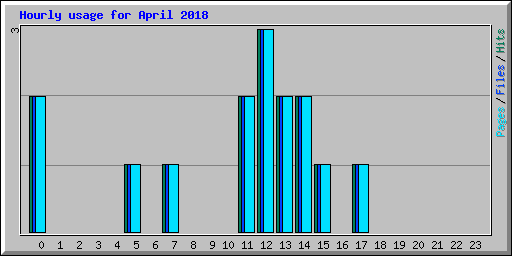 Hourly usage for April 2018
3
Pages/Files/Hits
0 1 2 3 4 5 6 7 8 9 10 11 12 13 14 15 16 17 18 19 20 21 22 23